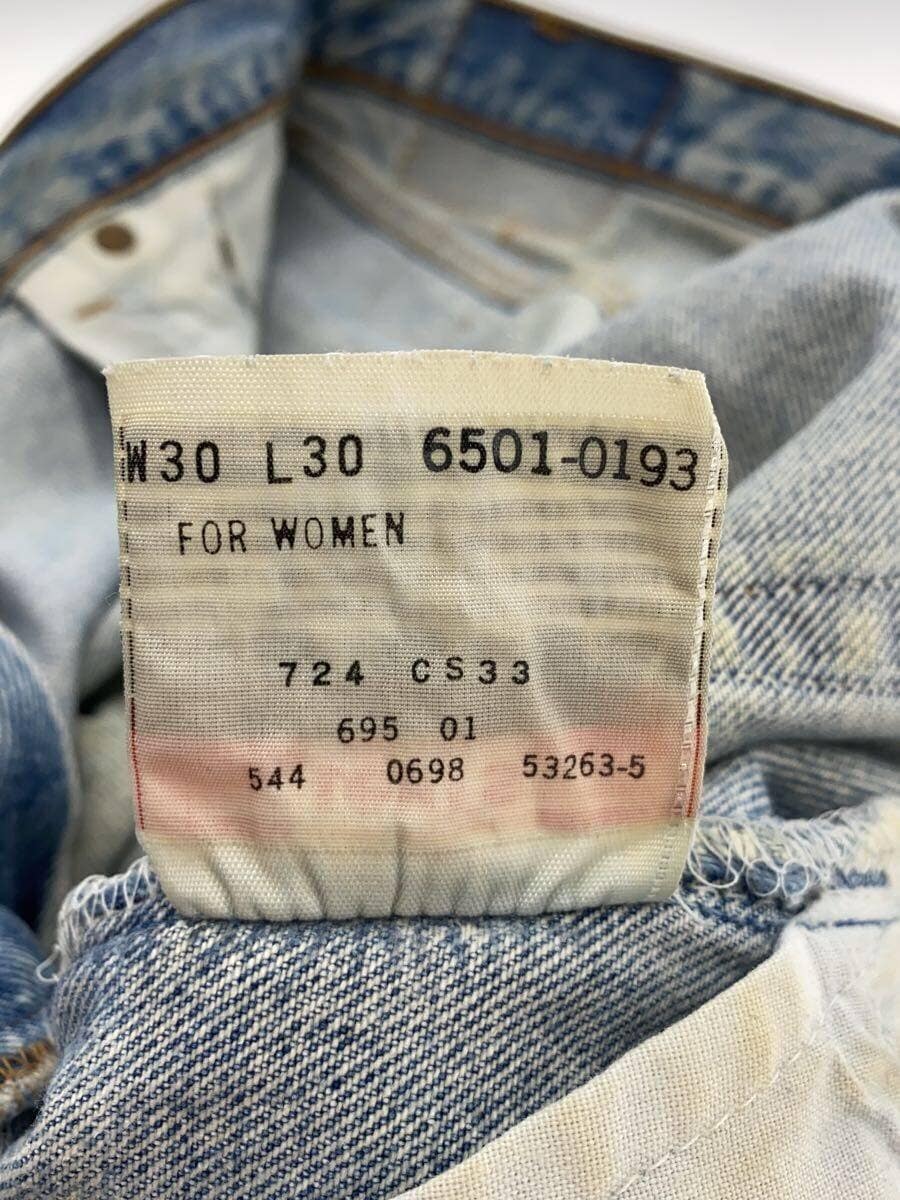 W30 L30 6501-0193
FOR WOMEN
724 CS33
695 01
544 0698 53263-5